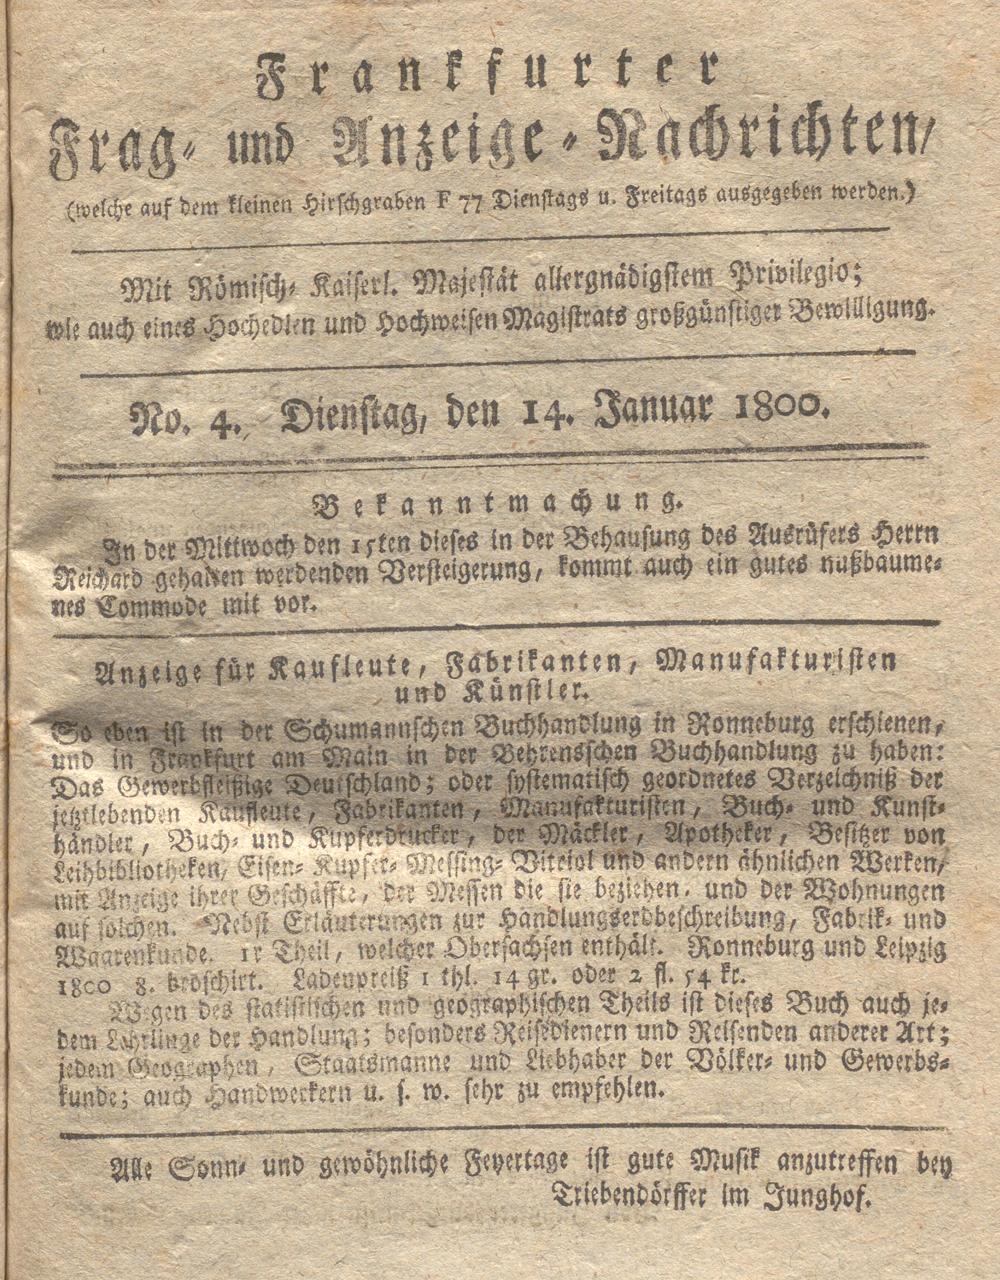 Frankfurter
Frag- und Anzeige-Nachrichten/
(welche auf dem kleinen Hirschgraben F 77 Dienstags u. Freitags ausgegeben werden.)
Mit Römisch- Kaiserl. Majestät allergnädigstem Privilegio;
wie auch eines Hochedlen und Hochweisen Magistrats großgünstiger Bewilligung.
No. 4. Dienstag, den 14. Januar 1800.
Bekanntmachung.
In der Mittwoch den 15ten dieses in der Behausung des Ausrüfers Herrn
Reichard gehalten werdenden Versteigerung, kommt auch ein gutes nußbaume-
nes Commode mit vor.
Anzeige für Kaufleute, Fabrikanten, Manufakturisten
und Künstler.
So eben ist in der Schumannschen Buchhandlung in Ronneburg erschienen,
und in Frankfurt am Main in der Behrensschen Buchhandlung zu haben:
Das Gewerbfleißige Deutschland; oder systematisch geordnetes Verzeichniß der
jetztlebenden Kaufleute, Fabrikanten, Manufakturisten, Buch- und Kunst-
händler, Buch- und Kupferdrucker, der Mäckler, Apotheker, Besitzer von
Leihbibliotheken, Eisen- Kupfer- Messing- Vitriol und andern ähnlichen Werken,
mit Anzeige ihrer Geschäffte, der Messen die sie beziehen, und der Wohnungen
auf solchen. Nebst Erläuterungen zur Handlungserdbeschreibung, Fabrik- und
Waarenkunde. 1r Theil, welcher Obersachsen enthält. Ronneburg und Leipzig
1800 8. broschirt. Ladenpreiß 1 thl. 14 gr. oder 2 fl. 54 kr.
Wegen des statistischen und geographischen Theils ist dieses Buch auch je-
dem Lehrlinge der Handlung; besonders Reisedienern und Reisenden anderer Art;
jedem Geographen, Staatsmanne und Liebhaber der Völker- und Gewerbs-
kunde; auch Handwerkern u. s. w. sehr zu empfehlen.
Alle Sonn- und gewöhnliche Feyertage ist gute Musik anzutreffen bey
Triebendörffer im Junghof.